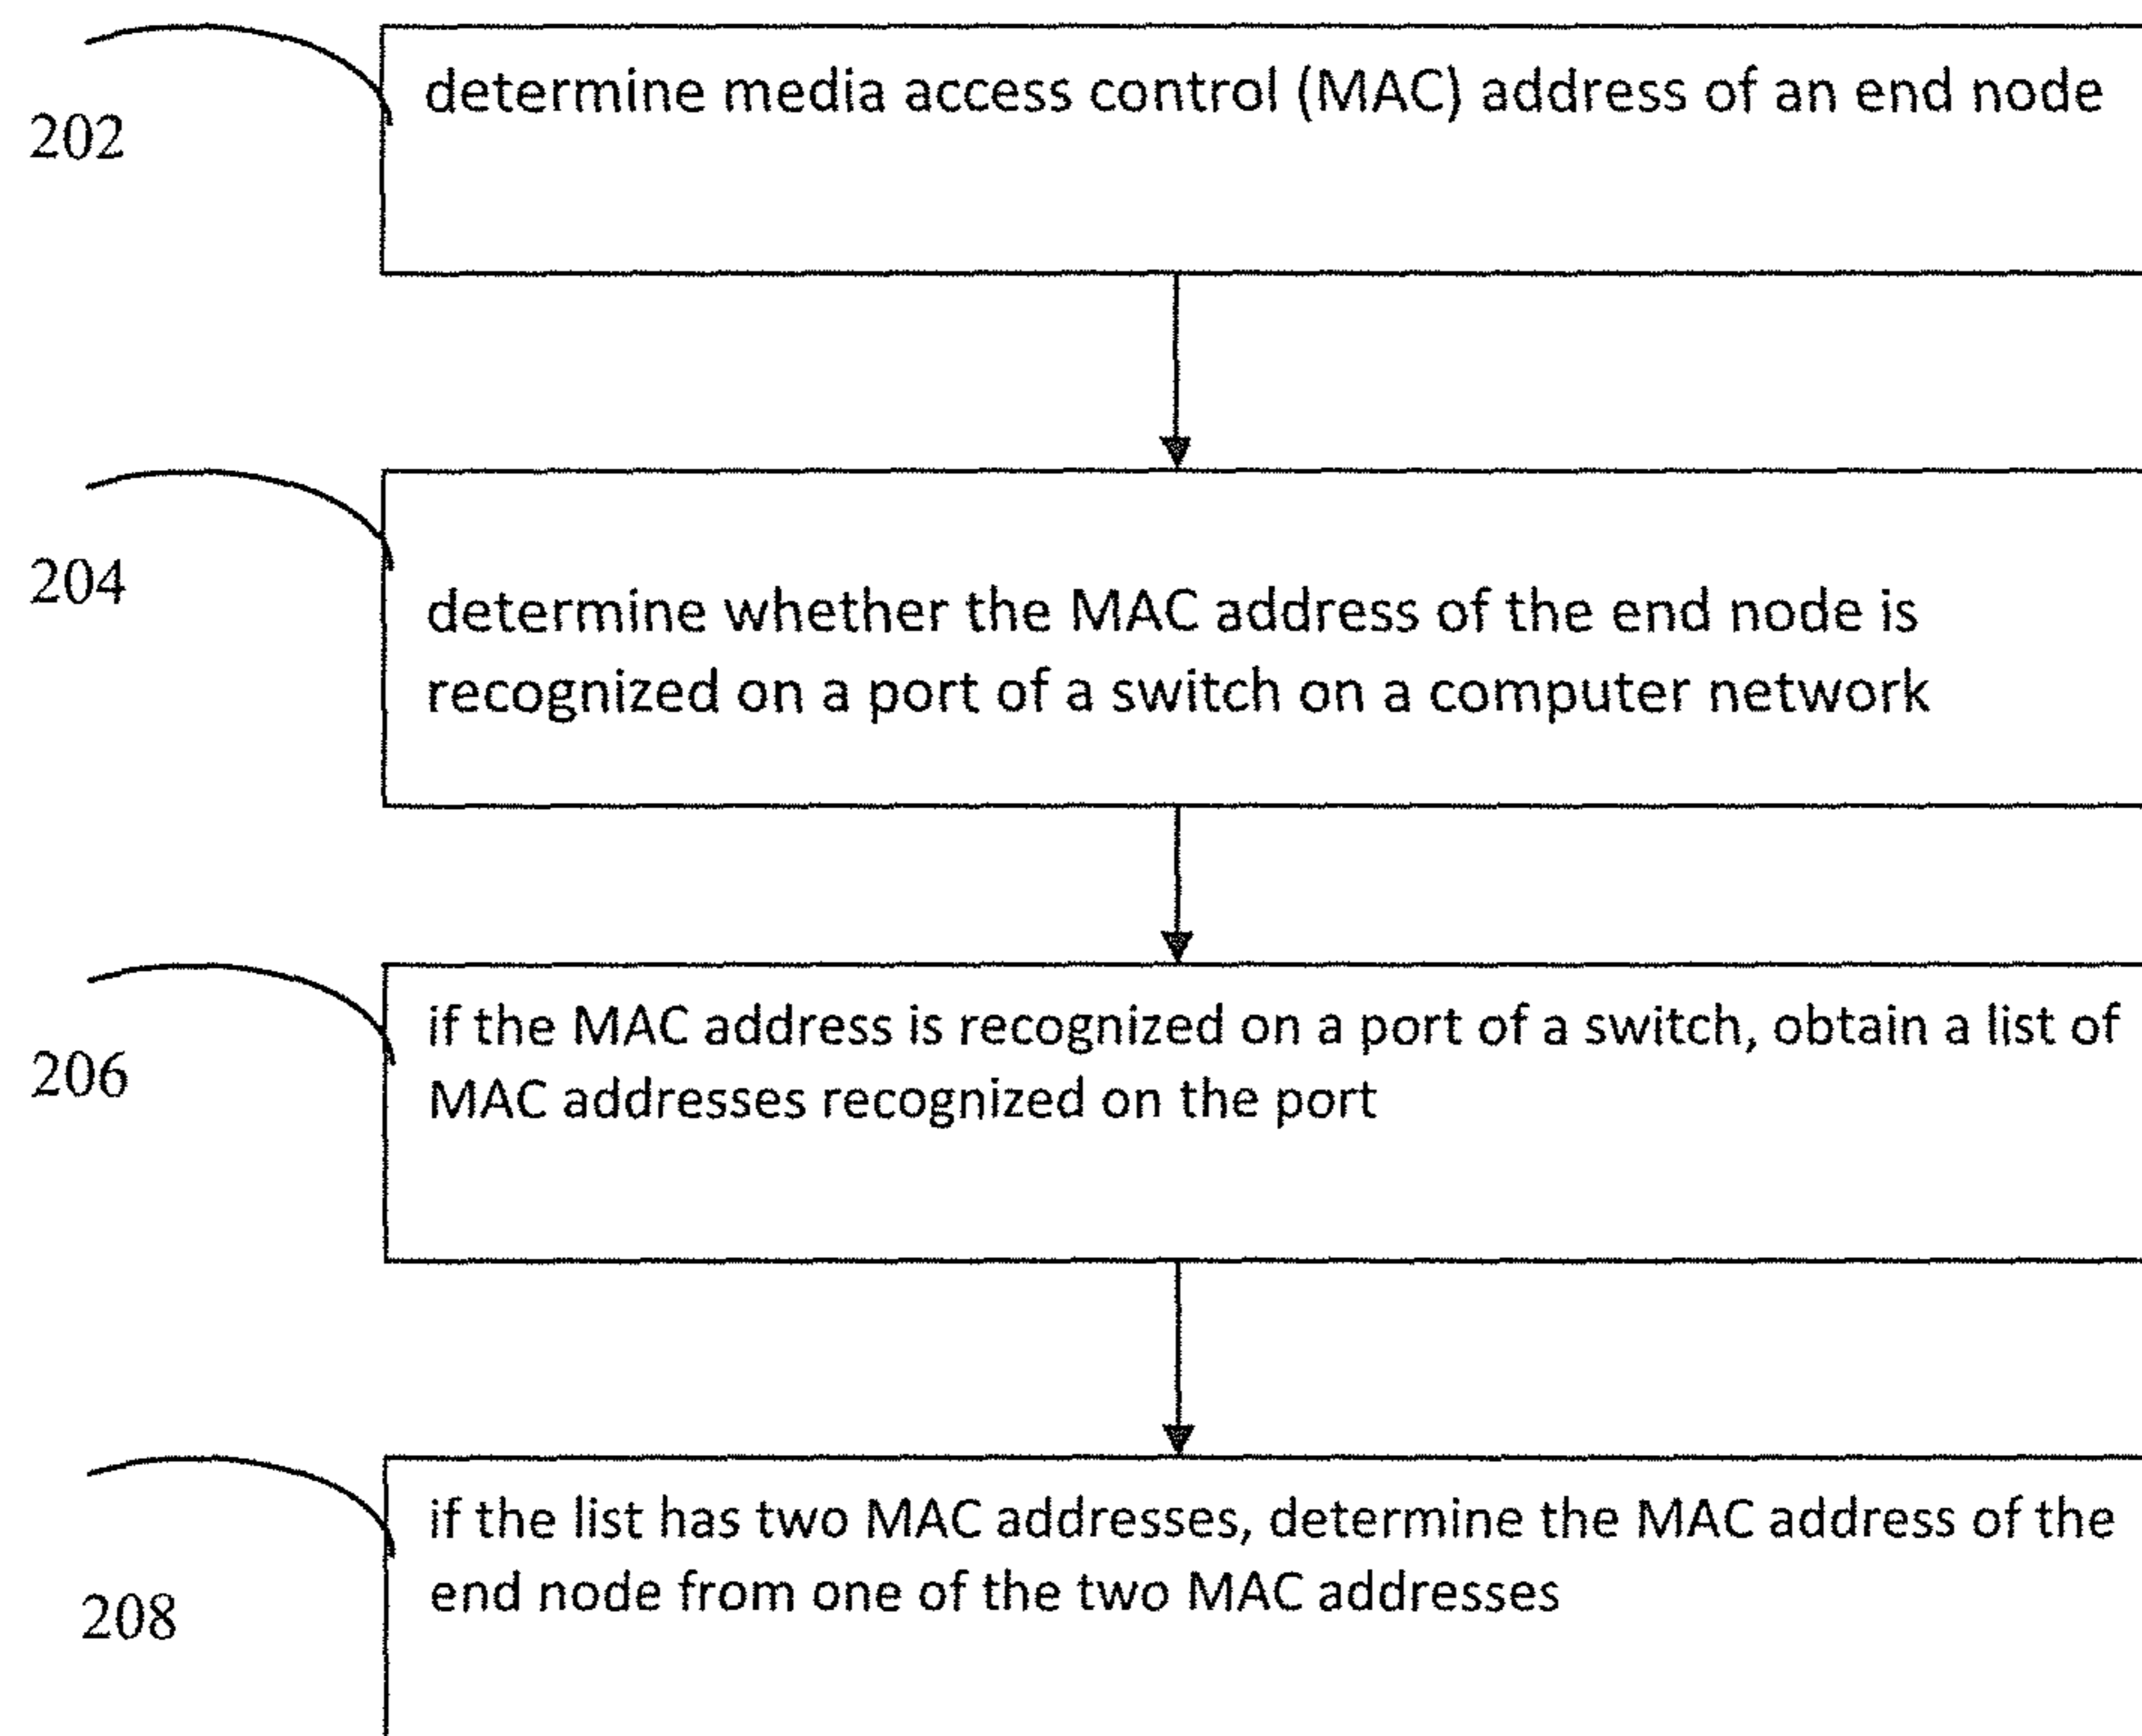 determine media access control (MAC) address of an end node
202
204
determine whether the MAC address of the end node is
recognized on a port of a switch on a computer network
if the MAC address is recognized on a port of a switch, obtain a list of
206
MAC addresses recognized on the port
if the list has two MAC addresses, determine the MAC address of the
end node from one of the two MAC addresses
208